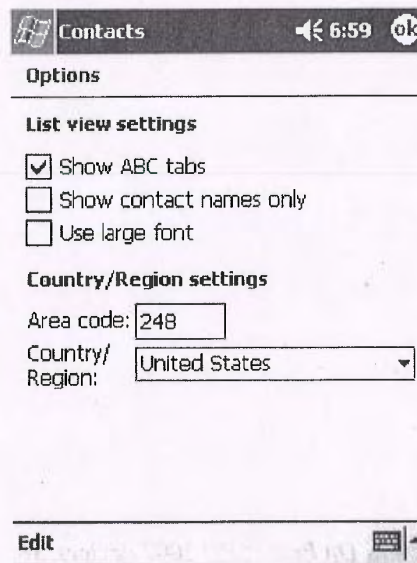 Contacts 6:59 ok
Options
List view settings
Show ABC tabs
Show contact names only
Use large font
Country/Region settings
Area code: 248
Country/
Region: United States
Edit